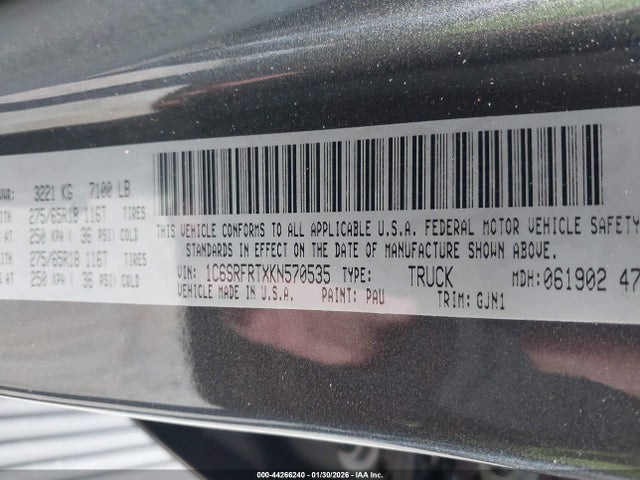 3221 KG 7100 LB
275/65R18 116T TIRES
250 KPA ( 36 PSI) COLD
275/65R18 116T TIRES
250 KPA ( 36 PSI) COLD
THIS VEHICLE CONFORMS TO ALL APPLICABLE U.S.A. FEDERAL MOTOR VEHICLE SAFETY
STANDARDS IN EFFECT ON THE DATE OF MANUFACTURE SHOWN ABOVE.
VIN: 1C6SRFRTXKN570535 TYPE: TRUCK MDH:061902 47
VEHICLE MADE IN U.S.A. PAINT: PAU TRIM: GJN1
000-44266240 | 01/30/2026 | IAA Inc.